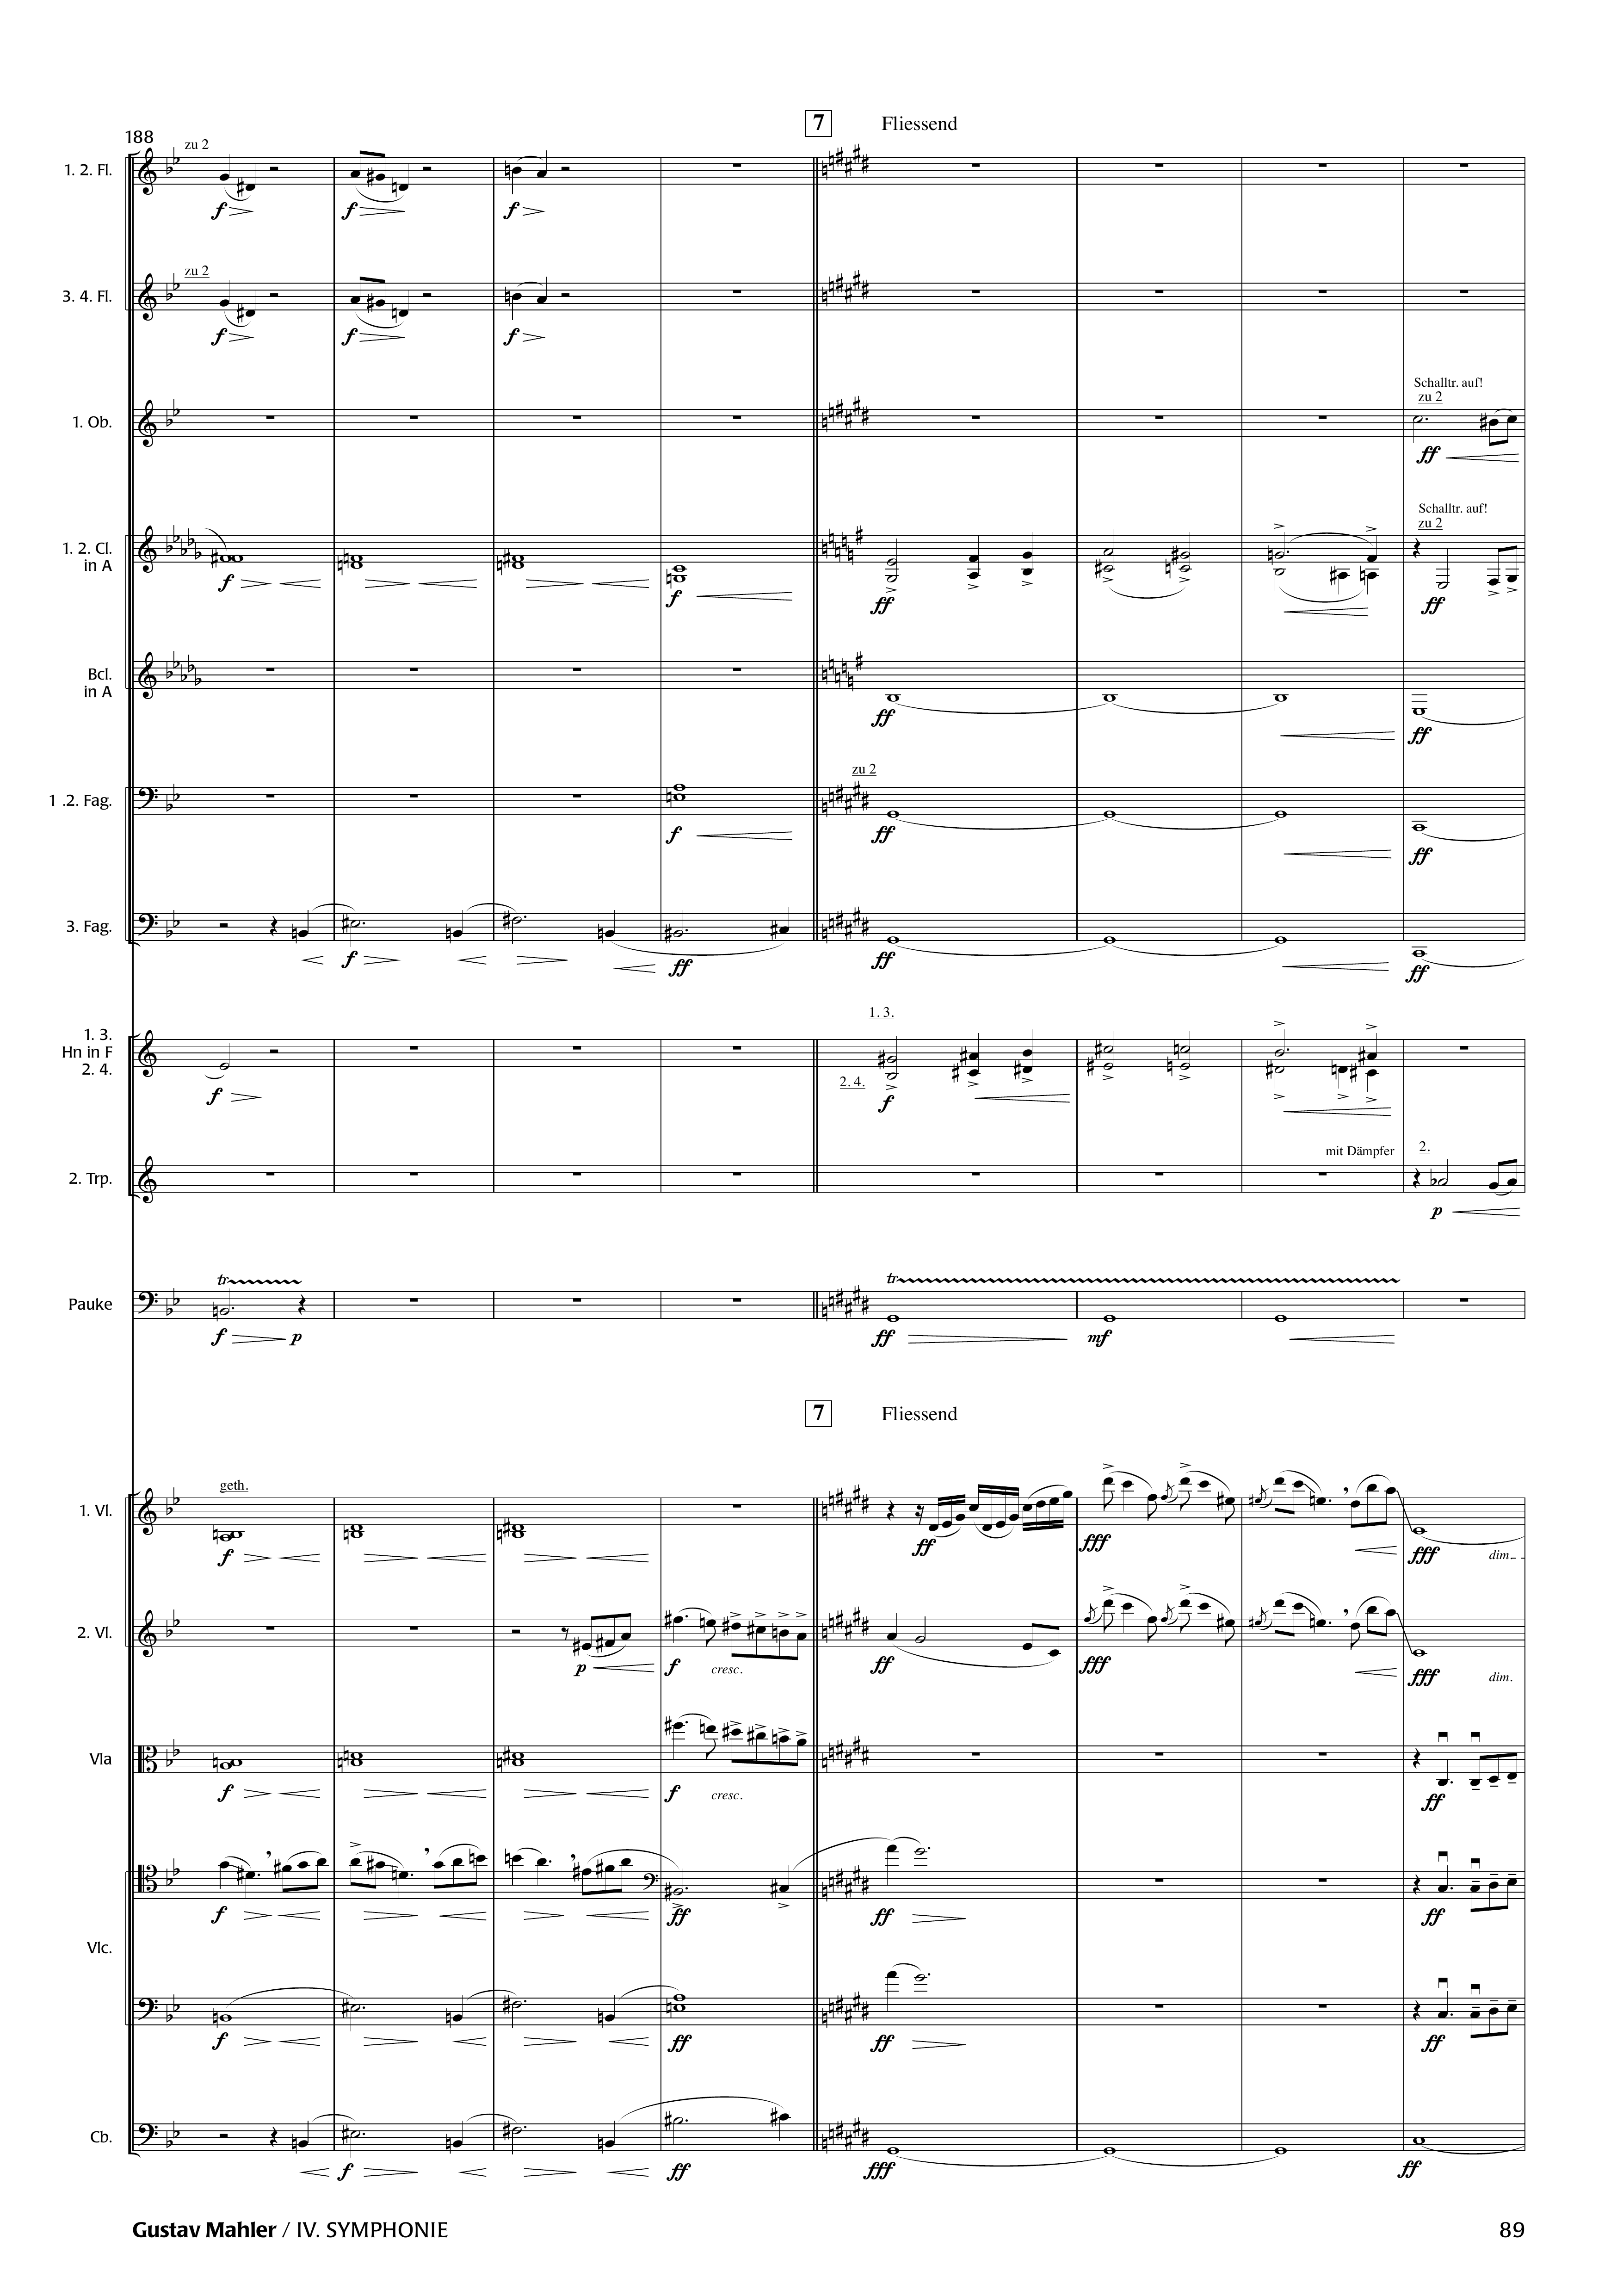 7 Fliessend
188
zu 2
1. 2. Fl.
f f f
zu 2
3. 4. Fl.
f f f
Schalltr. auf!
zu 2
1. Ob.
ff
Schalltr. auf!
zu 2
1. 2. Cl.
in A
f f ff ff
Bcl.
in A
ff ff
zu 2
1 .2. Fag.
f ff ff
3. Fag.
f ff ff ff
1. 3.
1. 3.
Hn in F
2. 4.
2. 4.
f f
mit Dämpfer 2.
2. Trp.
p
tr tr
Pauke
f p ff mf
7 Fliessend
geth.
1. Vl.
f ff fff fff dim.
2. Vl.
p f cresc. ff fff fff dim.
Vla
f f cresc. ff
f ff ff ff
Vlc.
f ff ff ff
Cb.
f ff fff ff
Gustav Mahler / IV. SYMPHONIE
89